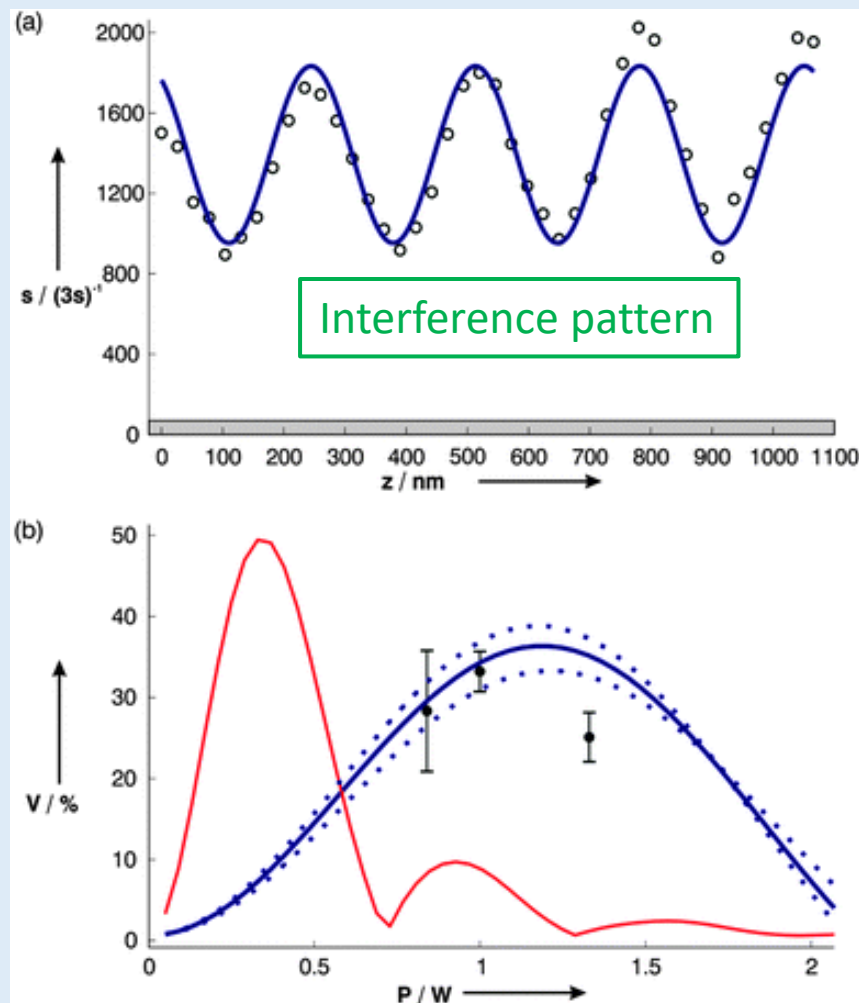 (a)
2000
1600
1200
800
s / (3s)⁻¹
400
0
Interference pattern
0 100 200 300 400 500 600 700 800 900 1000 1100
z / nm
(b)
50
40
30
20
V / %
10
0
0 0.5 1 1.5 2
P / W